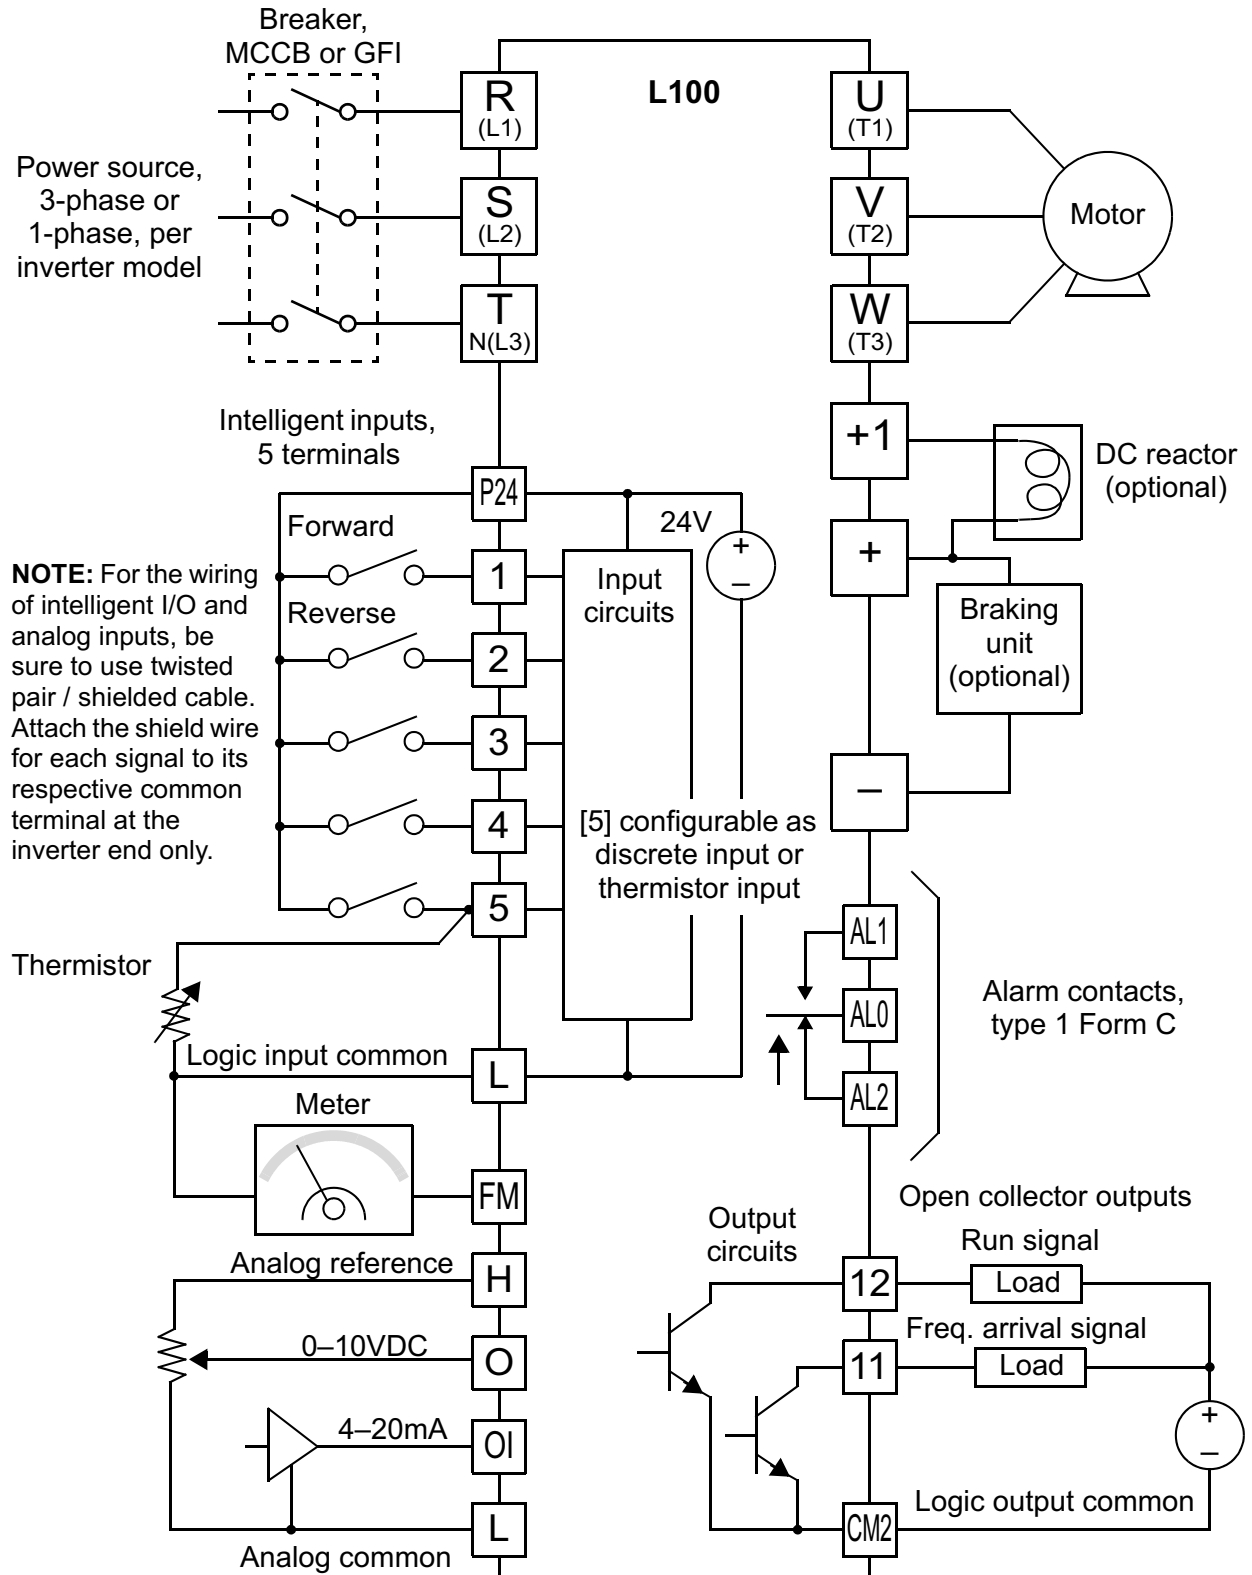 Breaker,
MCCB or GFI
R
(L1)
L100
U
(T1)
Power source,
3-phase or
1-phase, per
inverter model
S
(L2)
V
(T2)
Motor
T
N(L3)
W
(T3)
Intelligent inputs,
5 terminals
+1
DC reactor
(optional)
P24
24V
+
–
+
Forward
1
Input
circuits
Braking
unit
(optional)
NOTE: For the wiring
of intelligent I/O and
analog inputs, be
sure to use twisted
pair / shielded cable.
Attach the shield wire
for each signal to its
respective common
terminal at the
inverter end only.
Reverse
2
3
–
4
[5] configurable as
discrete input or
thermistor input
5
AL1
Thermistor
AL0
Alarm contacts,
type 1 Form C
Logic input common
L
AL2
Meter
FM
Open collector outputs
Output
circuits
Run signal
Analog reference
H
12
Load
Freq. arrival signal
0–10VDC
O
11
Load
4–20mA
OI
+
–
L
Logic output common
CM2
Analog common